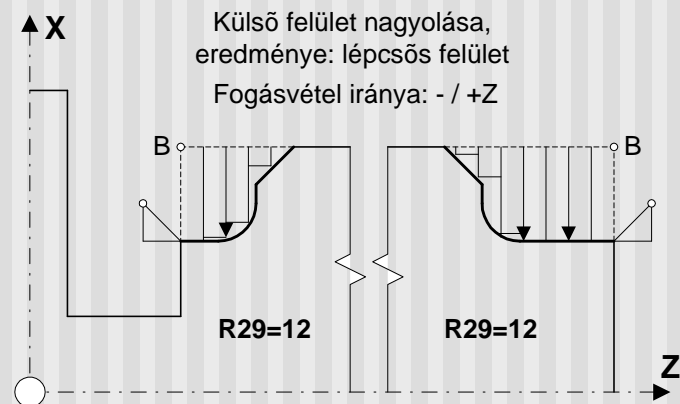 X
Külsõ felület nagyolása,
eredménye: lépcsõs felület
Fogásvétel iránya: - / +Z
B
B
R29=12
R29=12
Z